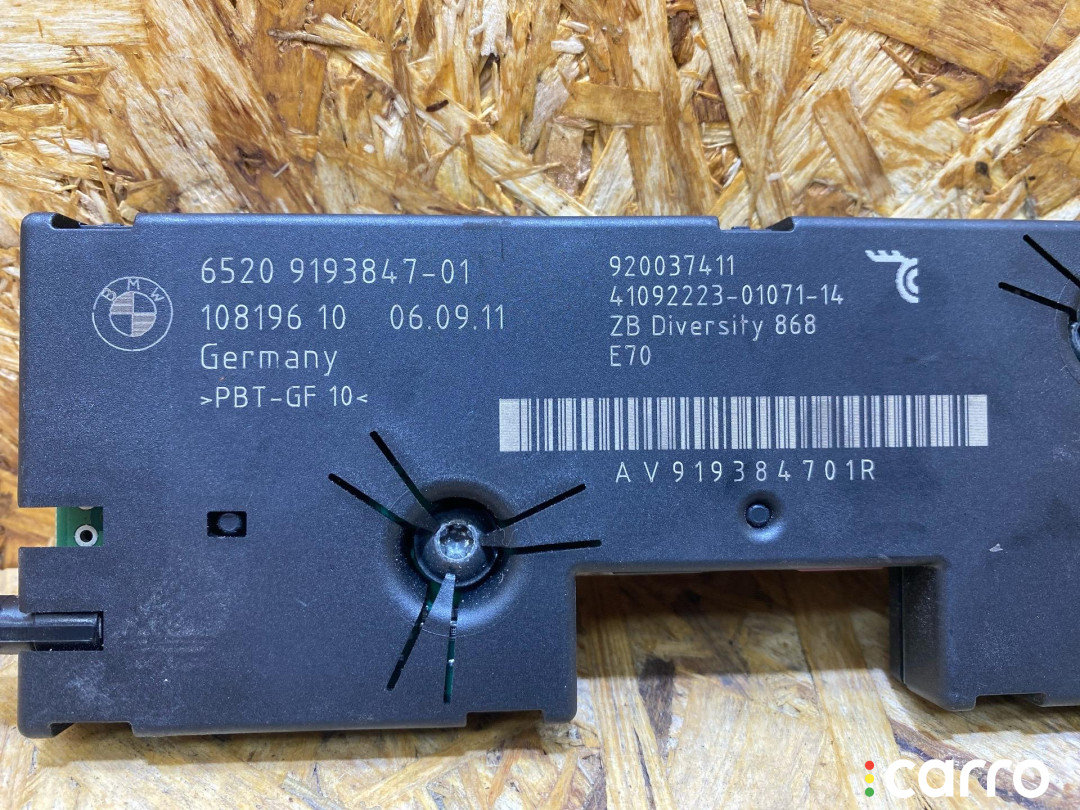 BMW
6520 9193847-01
108196 10 06.09.11
Germany
>PBT-GF 10<
920037411
41092223-01071-14
ZB Diversity 868
E70
AV919384701R
carro